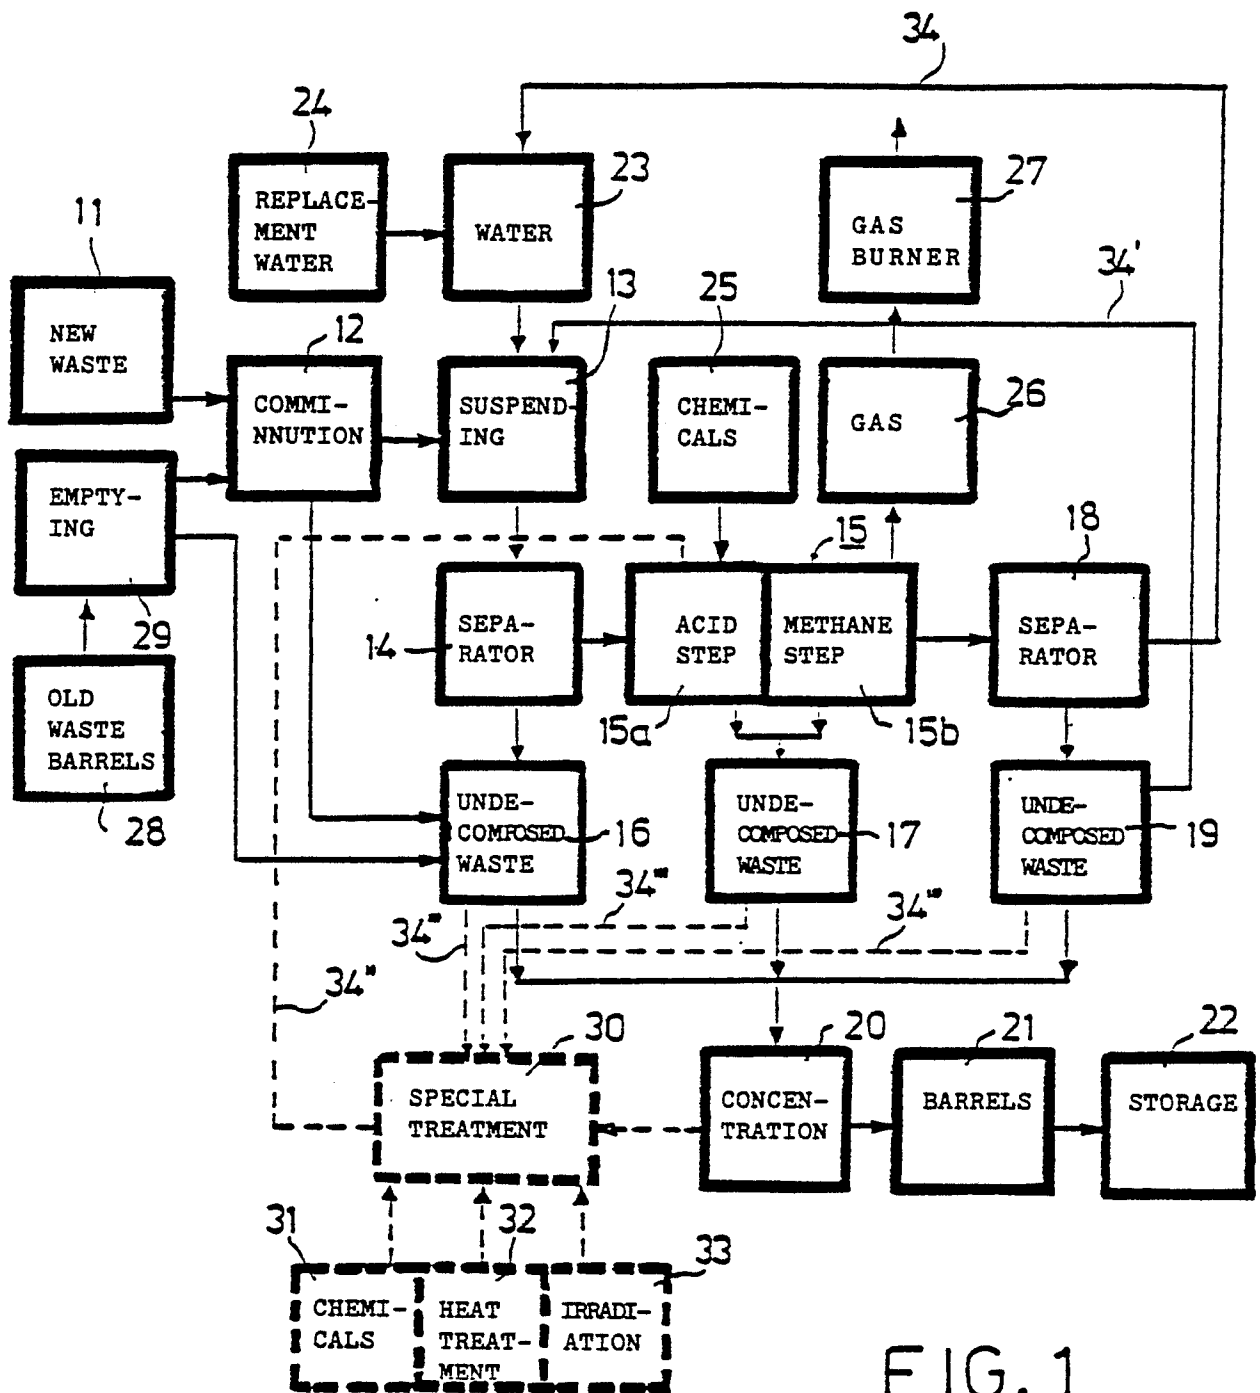 34
24
REPLACE-
MENT
WATER
23
WATER
27
GAS
BURNER
11
NEW
WASTE
34'
12
COMMI-
NNUTION
13
SUSPEND-
ING
25
CHEMI-
CALS
26
GAS
EMPTY-
ING
29
15
18
14
SEPA-
RATOR
ACID
STEP
METHANE
STEP
SEPA-
RATOR
15a
15b
OLD
WASTE
BARRELS
28
UNDE-
COMPOSED
WASTE
16
UNDE-
COMPOSED
WASTE
17
UNDE-
COMPOSED
WASTE
19
34"'
34"'
34"'
34"
30
SPECIAL
TREATMENT
20
CONCEN-
TRATION
21
BARRELS
22
STORAGE
31
CHEMI-
CALS
32
HEAT
TREAT-
MENT
33
IRRADI-
ATION
FIG. 1